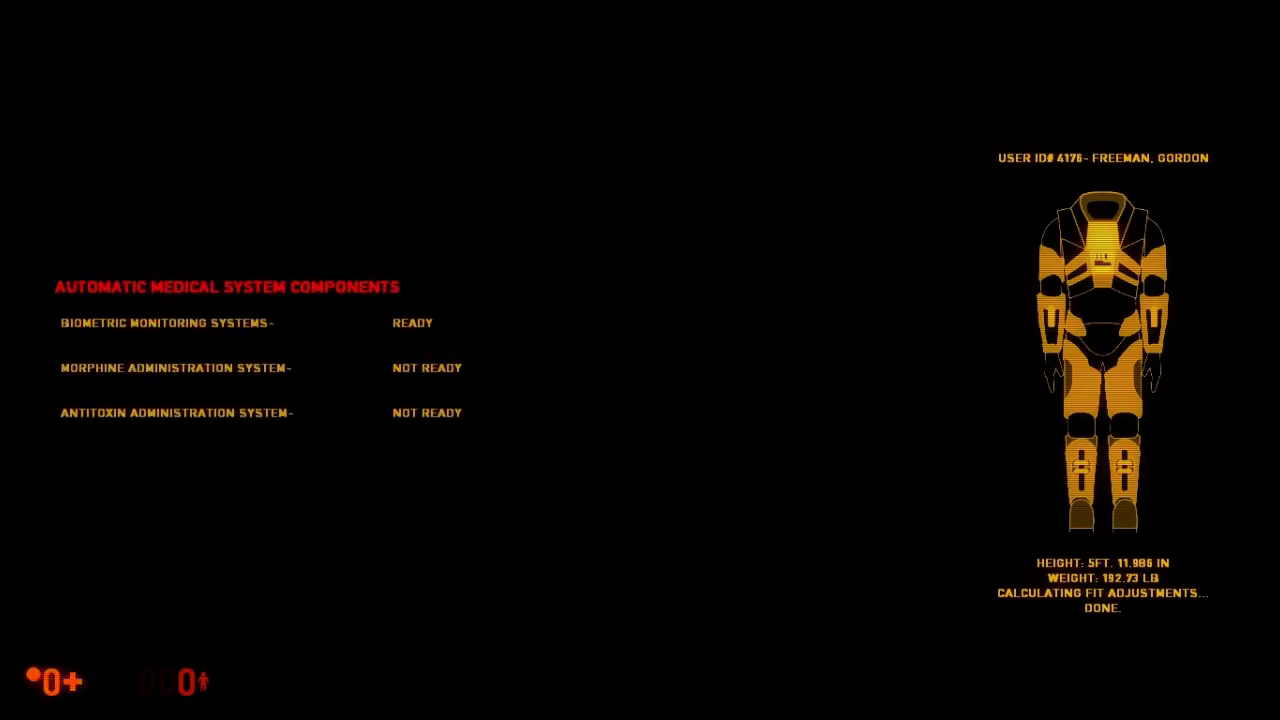 USER ID# 4176- FREEMAN, GORDON
AUTOMATIC MEDICAL SYSTEM COMPONENTS
BIOMETRIC MONITORING SYSTEMS- READY
MORPHINE ADMINISTRATION SYSTEM- NOT READY
ANTITOXIN ADMINISTRATION SYSTEM- NOT READY
HEIGHT: 5FT. 11.986 IN
WEIGHT: 192.73 LB
CALCULATING FIT ADJUSTMENTS...
DONE.
0+ 0